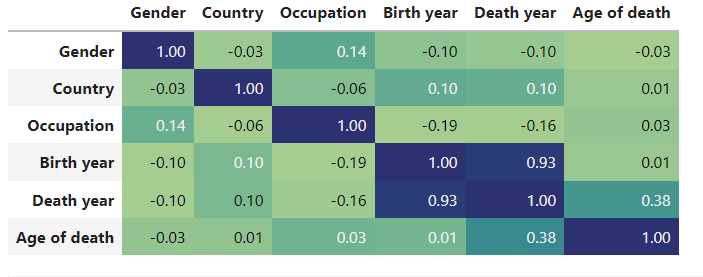 Gender Country Occupation Birth year Death year Age of death
Gender 1.00 -0.03 0.14 -0.10 -0.10 -0.03
Country -0.03 1.00 -0.06 0.10 0.10 0.01
Occupation 0.14 -0.06 1.00 -0.19 -0.16 0.03
Birth year -0.10 0.10 -0.19 1.00 0.93 0.01
Death year -0.10 0.10 -0.16 0.93 1.00 0.38
Age of death -0.03 0.01 0.03 0.01 0.38 1.00